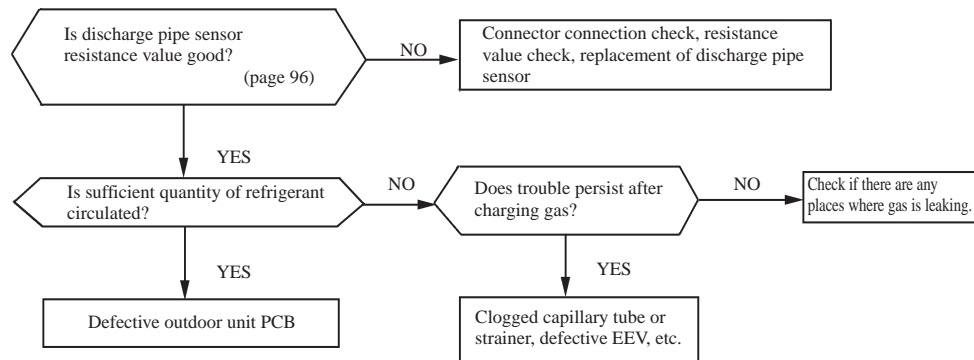 Is discharge pipe sensor
resistance value good?
(page 96)
NO
Connector connection check, resistance
value check, replacement of discharge pipe
sensor
YES
Is sufficient quantity of refrigerant
circulated?
NO
Does trouble persist after
charging gas?
NO
Check if there are any
places where gas is leaking.
YES
Defective outdoor unit PCB
YES
Clogged capillary tube or
strainer, defective EEV, etc.